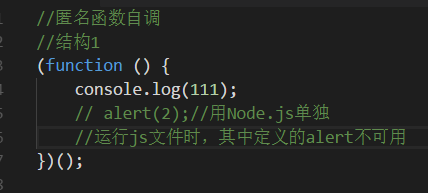 //匿名函数自调
//结构1
(function () {
    console.log(111);
    // alert(2);//用Node.js单独
    //运行js文件时，其中定义的alert不可用
})();